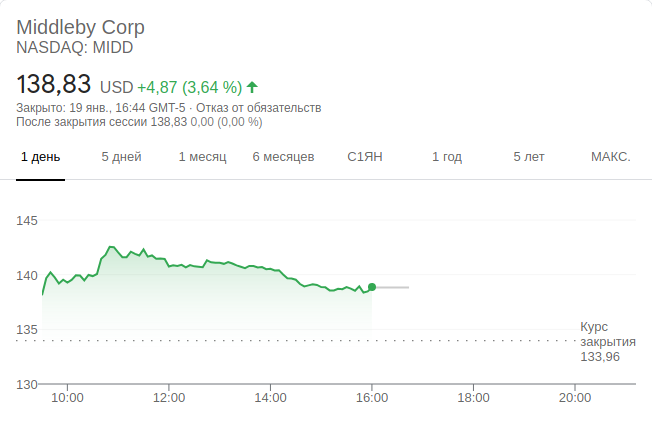 Middleby Corp
NASDAQ: MIDD
138,83 USD +4,87 (3,64 %)
Закрыто: 19 янв., 16:44 GMT-5 · Отказ от обязательств
После закрытия сессии 138,83 0,00 (0,00 %)
1 день 5 дней 1 месяц 6 месяцев С1ЯН 1 год 5 лет МАКС.
145
140
135
130
Курс
закрытия
133,96
10:00 12:00 14:00 16:00 18:00 20:00